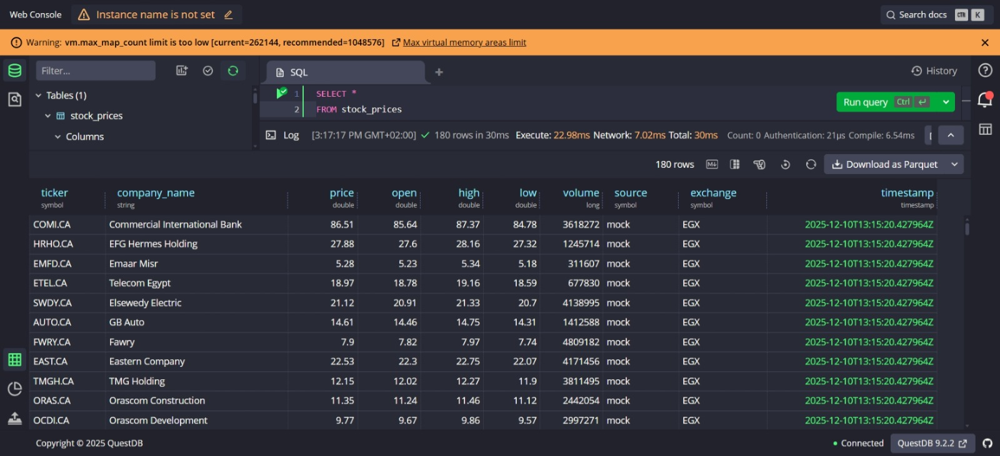 Web Console
Instance name is not set
Search docs CTR K
Warning: vm.max_map_count limit is too low [current=262144, recommended=1048576] Max virtual memory areas limit
Filter...
SQL
History
Tables (1)
stock_prices
Columns
1 SELECT *
2 FROM stock_prices
Run query Ctrl
Log [3:17:17 PM GMT+02:00] 180 rows in 30ms Execute: 22.98ms Network: 7.02ms Total: 30ms Count: 0 Authentication: 21µs Compile: 6.54ms
180 rows M Download as Parquet
ticker company_name price open high low volume source exchange timestamp
symbol string double double double double long symbol symbol timestamp
COMI.CA Commercial International Bank 86.51 85.64 87.37 84.78 3618272 mock EGX 2025-12-10T13:15:20.427964Z
HRHO.CA EFG Hermes Holding 27.88 27.6 28.16 27.32 1245714 mock EGX 2025-12-10T13:15:20.427964Z
EMFD.CA Emaar Misr 5.28 5.23 5.34 5.18 311607 mock EGX 2025-12-10T13:15:20.427964Z
ETEL.CA Telecom Egypt 18.97 18.78 19.16 18.59 677830 mock EGX 2025-12-10T13:15:20.427964Z
SWDY.CA Elsewedy Electric 21.12 20.91 21.33 20.7 4138995 mock EGX 2025-12-10T13:15:20.427964Z
AUTO.CA GB Auto 14.61 14.46 14.75 14.31 1412588 mock EGX 2025-12-10T13:15:20.427964Z
FWRY.CA Fawry 7.9 7.82 7.97 7.74 4809182 mock EGX 2025-12-10T13:15:20.427964Z
EAST.CA Eastern Company 22.53 22.3 22.75 22.07 4171456 mock EGX 2025-12-10T13:15:20.427964Z
TMGH.CA TMG Holding 12.15 12.02 12.27 11.9 3811495 mock EGX 2025-12-10T13:15:20.427964Z
ORAS.CA Orascom Construction 11.35 11.24 11.46 11.12 2442054 mock EGX 2025-12-10T13:15:20.427964Z
OCDI.CA Orascom Development 9.77 9.67 9.86 9.57 2997271 mock EGX 2025-12-10T13:15:20.427964Z
Copyright © 2025 QuestDB
Connected
QuestDB 9.2.2